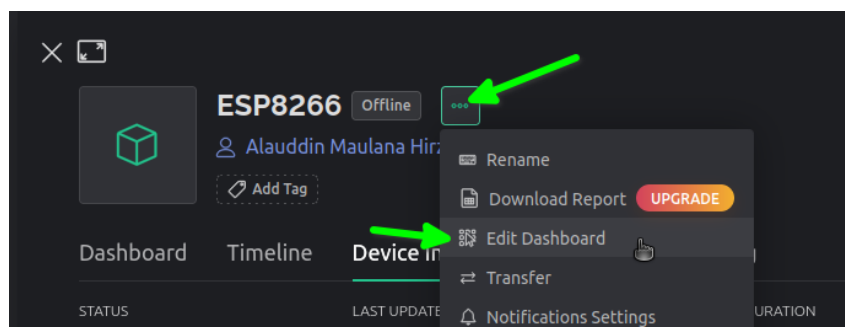 ESP8266 Offline
Alauddin Maulana Hirz
Add Tag
Rename
Download Report UPGRADE
Edit Dashboard
Transfer
Notifications Settings
Dashboard Timeline Device In
STATUS LAST UPDATE URATION